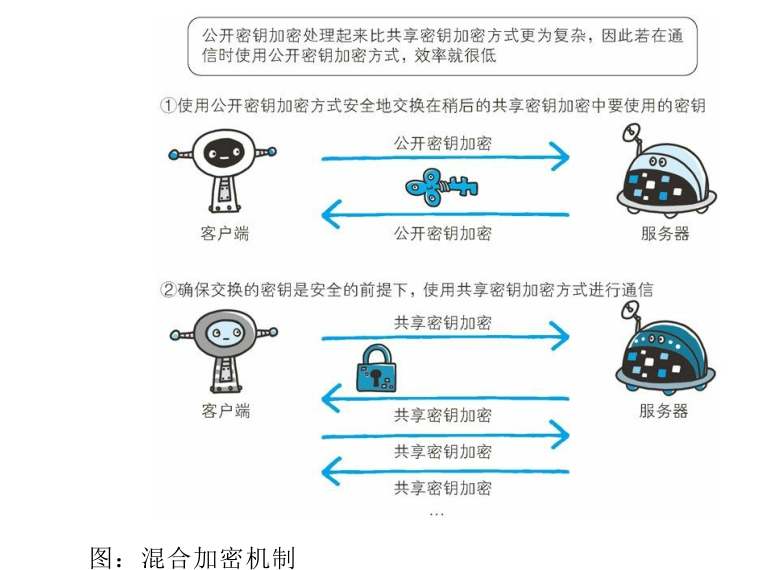 公开密钥加密处理起来比共享密钥加密方式更为复杂，因此若在通
信时使用公开密钥加密方式，效率就很低
①使用公开密钥加密方式安全地交换在稍后的共享密钥加密中要使用的密钥
公开密钥加密
公开密钥加密
客户端
服务器
②确保交换的密钥是安全的前提下，使用共享密钥加密方式进行通信
共享密钥加密
客户端
服务器
共享密钥加密
共享密钥加密
共享密钥加密
…
图：混合加密机制